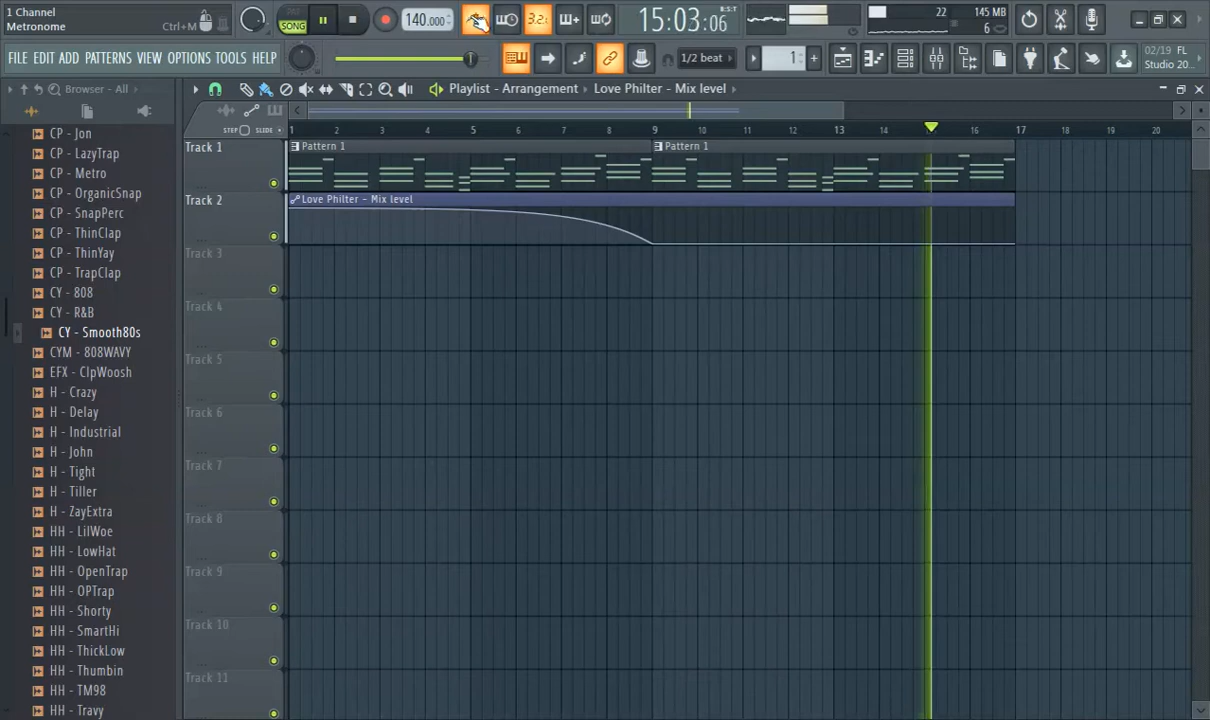 1 Channel
Metronome
Ctrl+M
PAT
SONG
140.000
3.2.
15:03:06
22
145 MB
6
FILE EDIT PATTERNS VIEW OPTIONS TOOLS HELP
1/2 beat
1
02/19 FL
Studio 20...
Browser - All
Playlist - Arrangement
Love Philter - Mix level
STEP
SLIDE
1 2 3 4 5 6 7 8 9 10 11 12 13 14 16 17 18 19 20
CP - Jon
CP - LazyTrap
CP - Metro
CP - OrganicSnap
CP - SnapPerc
CP - ThinClap
CP - ThinYay
CP - TrapClap
CY - 808
CY - R&B
CY - Smooth80s
CYM - 808WAVY
EFX - ClpWoosh
H - Crazy
H - Delay
H - Industrial
H - John
H - Tight
H - Tiller
H - ZayExtra
HH - LilWoe
HH - LowHat
HH - OpenTrap
HH - OPTrap
HH - Shorty
HH - SmartHi
HH - ThickLow
HH - Thumbin
HH - TM98
HH - Travy
Track 1
Pattern 1
Pattern 1
Track 2
Love Philter - Mix level
Track 3
Track 4
Track 5
Track 6
Track 7
Track 8
Track 9
Track 10
Track 11